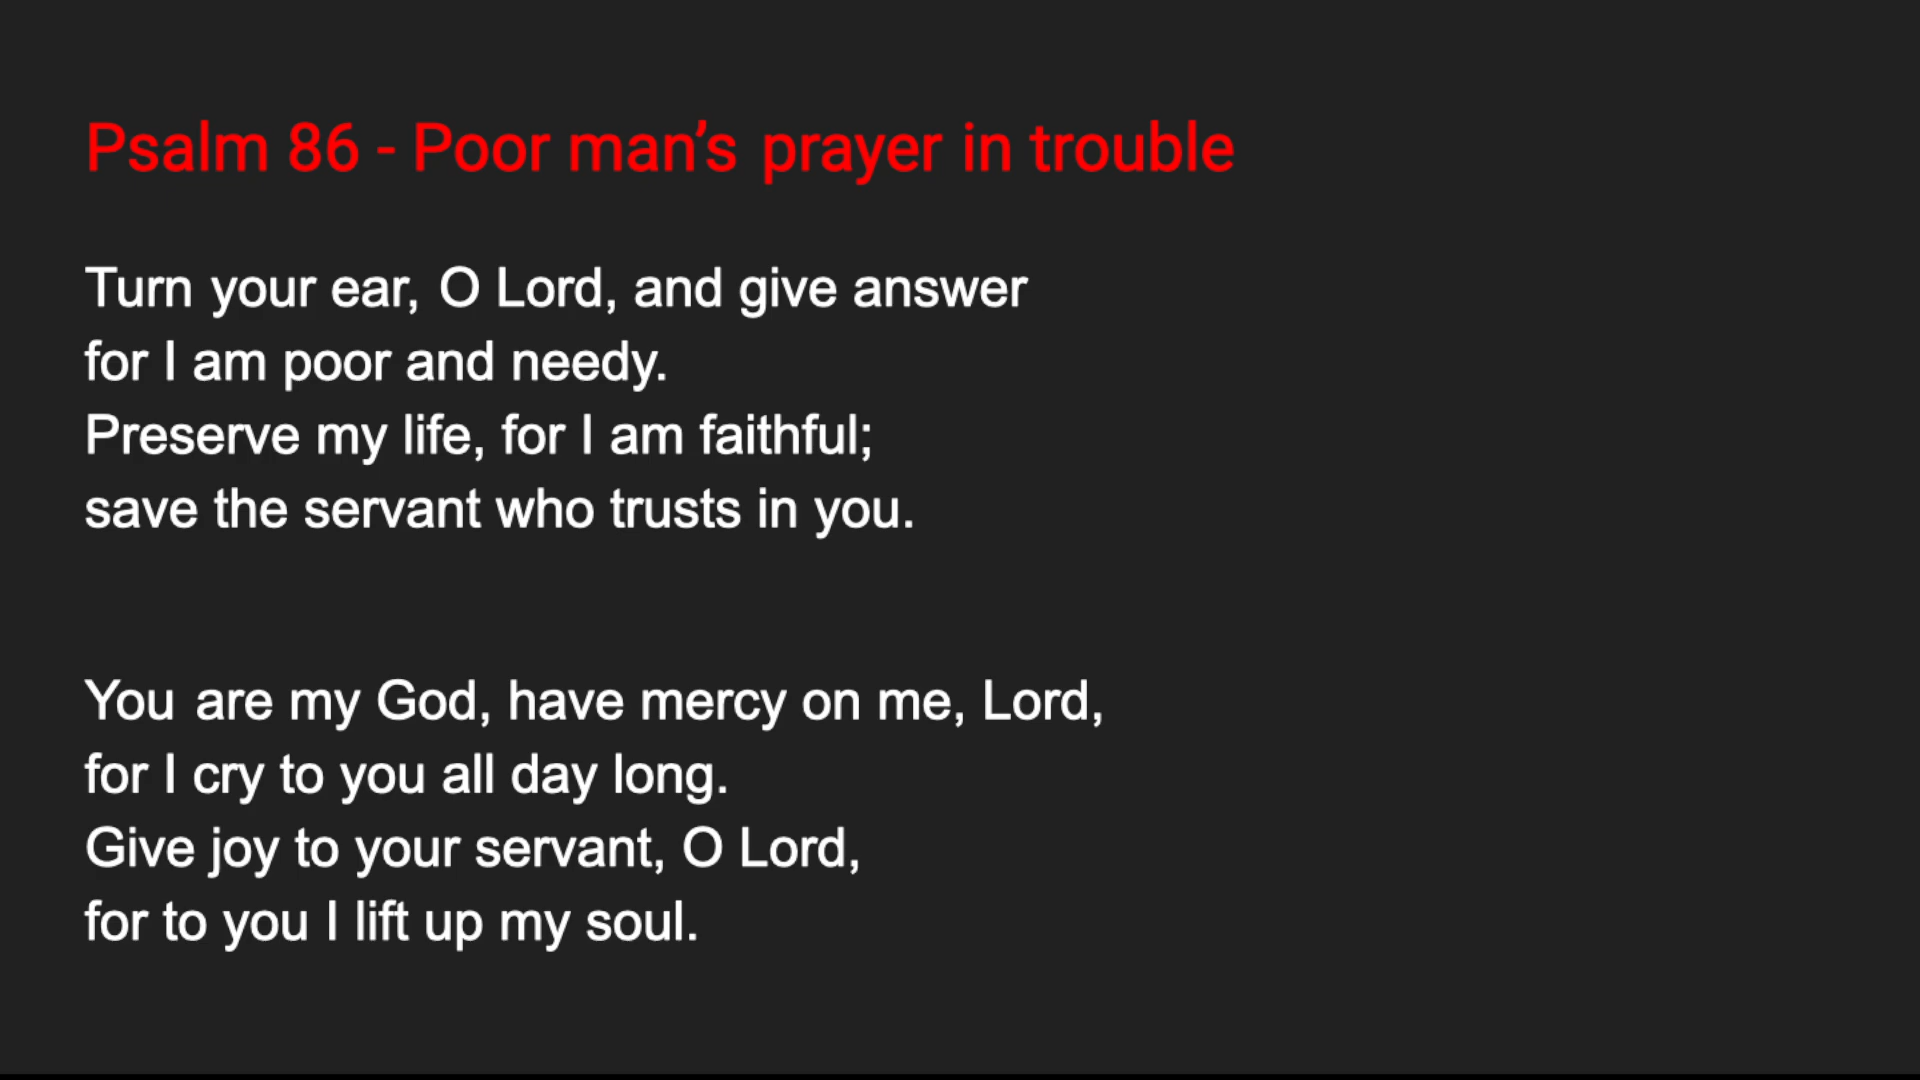 Psalm 86 - Poor man’s prayer in trouble
Turn your ear, O Lord, and give answer
for I am poor and needy.
Preserve my life, for I am faithful;
save the servant who trusts in you.
You are my God, have mercy on me, Lord,
for I cry to you all day long.
Give joy to your servant, O Lord,
for to you I lift up my soul.